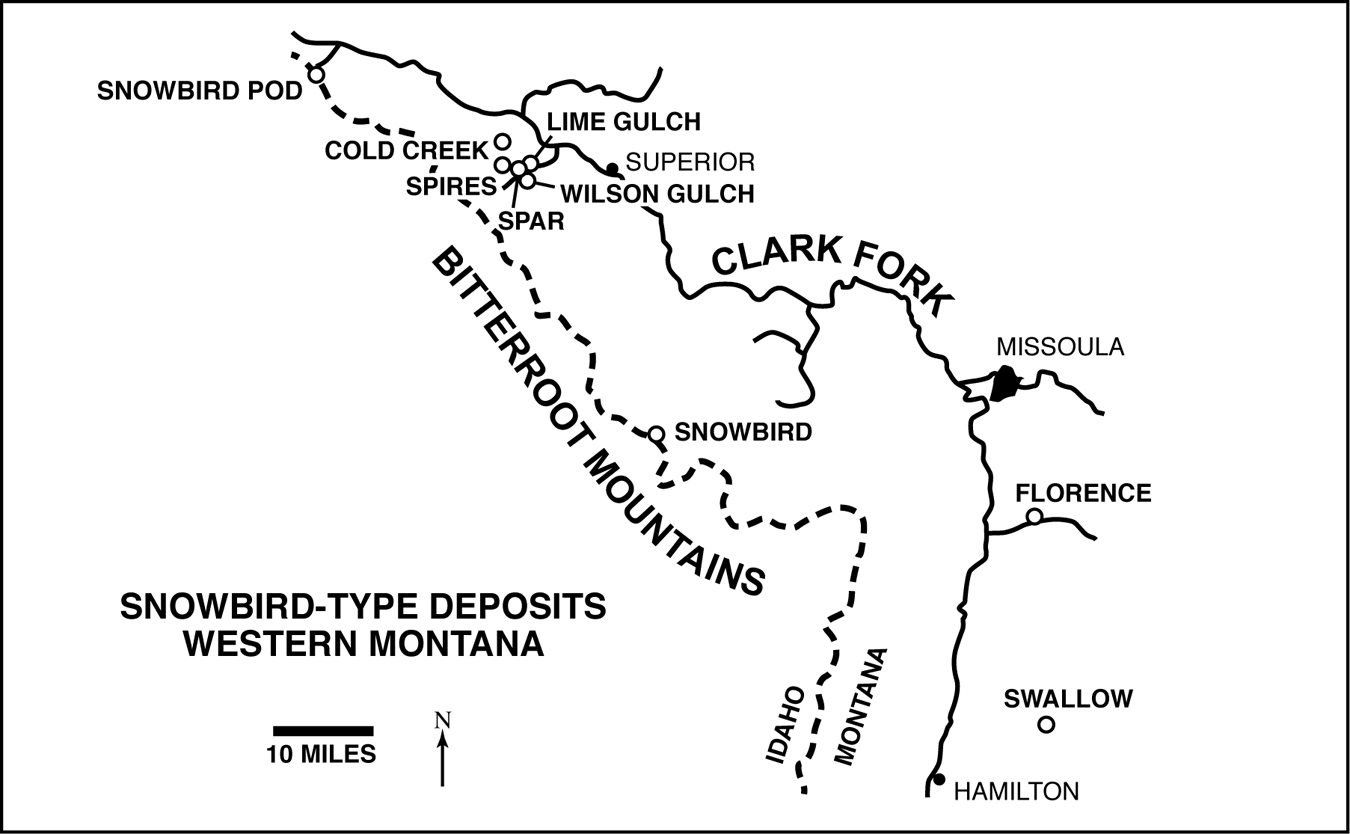 SNOWBIRD POD
LIME GULCH
COLD CREEK
SUPERIOR
SPIRES
WILSON GULCH
SPAR
CLARK FORK
BITTERROOT MOUNTAINS
MISSOULA
SNOWBIRD
FLORENCE
SNOWBIRD-TYPE DEPOSITS
WESTERN MONTANA
IDAHO
MONTANA
SWALLOW
N
10 MILES
HAMILTON